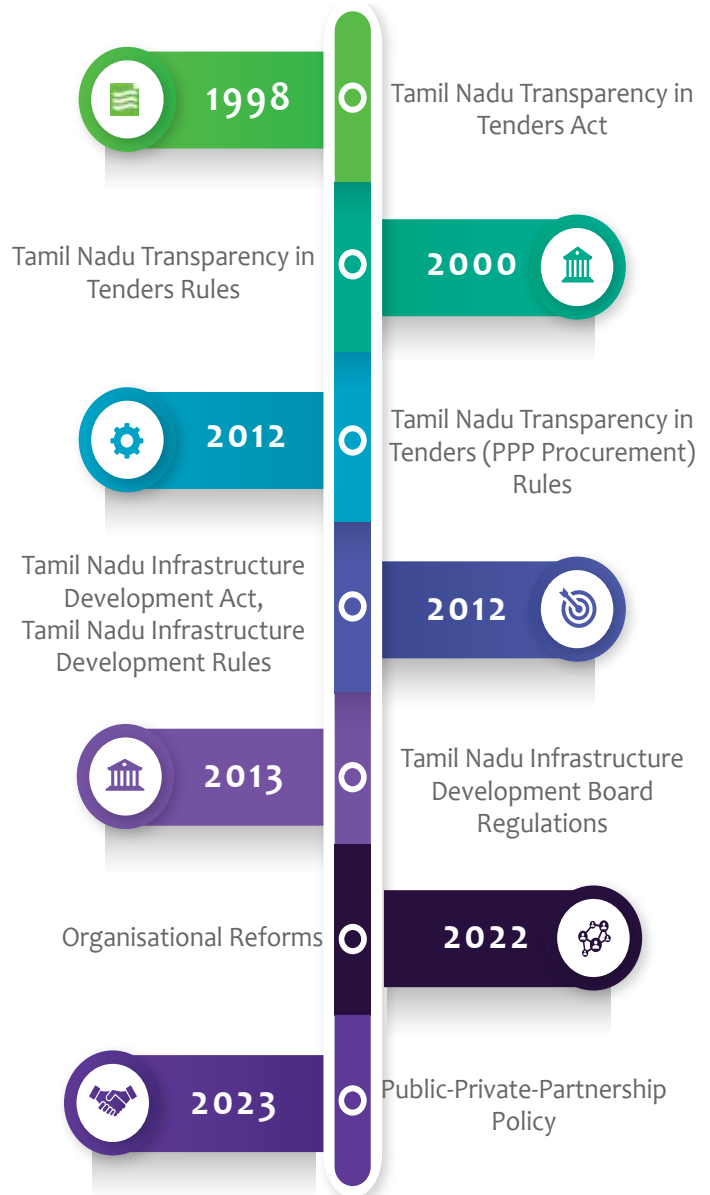 1998
Tamil Nadu Transparency in
Tenders Act
Tamil Nadu Transparency in
Tenders Rules
2000
2012
Tamil Nadu Transparency in
Tenders (PPP Procurement)
Rules
Tamil Nadu Infrastructure
Development Act,
Tamil Nadu Infrastructure
Development Rules
2012
2013
Tamil Nadu Infrastructure
Development Board
Regulations
Organisational Reforms
2022
2023
Public-Private-Partnership
Policy